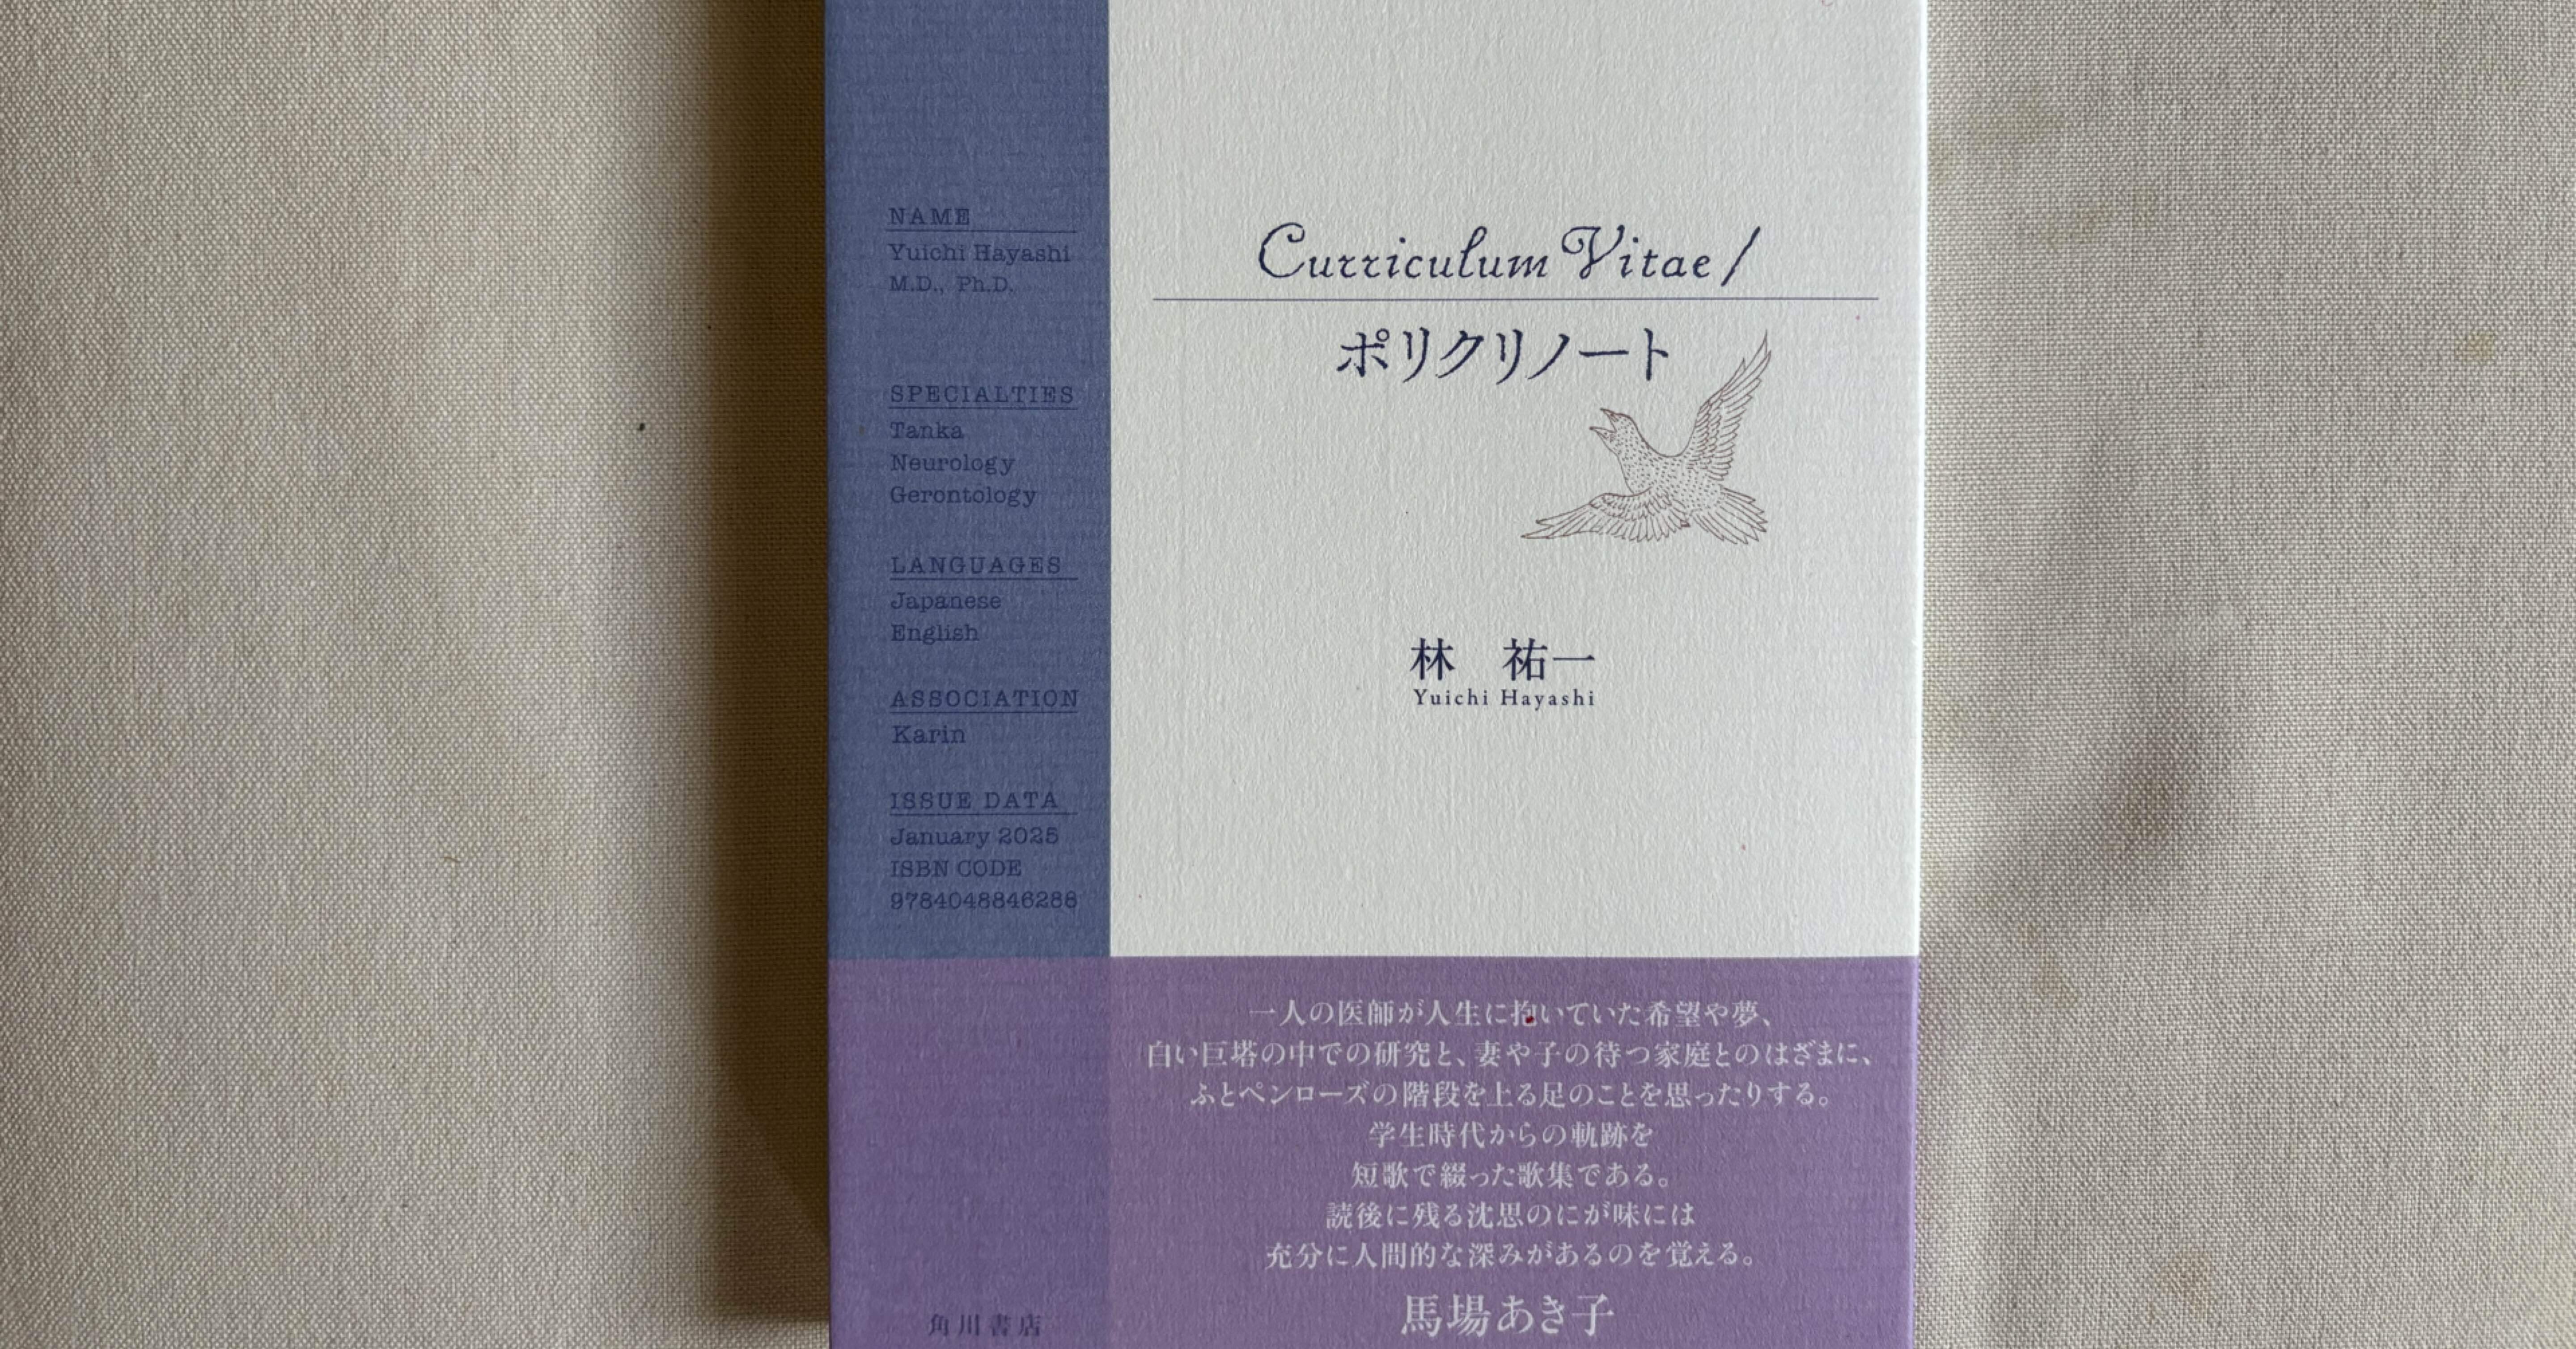 NAME
Yuichi Hayashi
M.D., Ph.D.
SPECIALTIES
Tanka
Neurology
Gerontology
LANGUAGES
Japanese
English
ASSOCIATION
Karin
ISSUE DATA
January 2025
ISBN CODE
9784048846288
Curriculum Vitae /
ポリクリノート
林 祐一
Yuichi Hayashi
一人の医師が人生に抱いていた希望や夢、
白い巨塔の中での研究と、妻や子の待つ家庭とのはざまに、
ふとペンローズの階段を上る足のことを思ったりする。
学生時代からの軌跡を
短歌で綴った歌集である。
読後に残る沈思のにが味には
充分に人間的な深みがあるのを覚える。
馬場あき子
角川書店